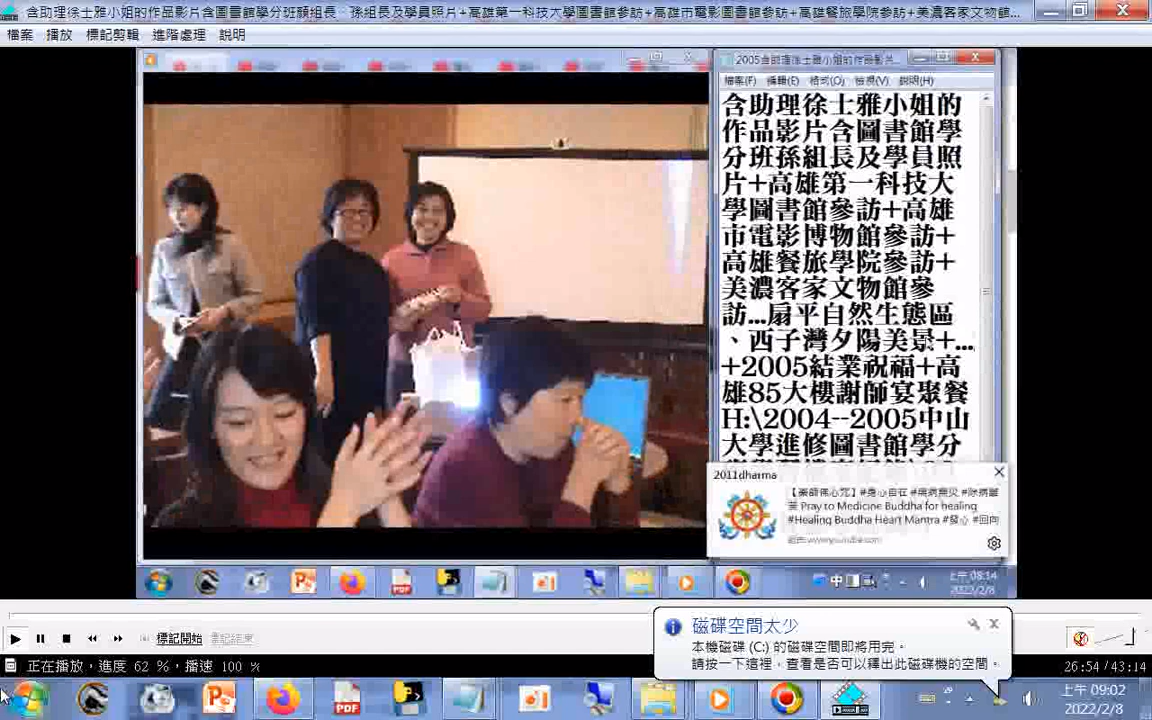 含助理徐士雅小姐的作品影片含圖書館學分班顏組長、孫組長及學員照片+高雄第一科技大學圖書館參訪+高雄市電影圖書館參訪+高雄餐旅學院參訪+美濃客家文物館...
檔案 播放 標記剪輯 進階處理 說明
2005含助理徐士雅小姐的作品影片...
檔案(F) 編輯(E) 格式(O) 檢視(V) 說明(H)
含助理徐士雅小姐的
作品影片含圖書館學
分班孫組長及學員照
片+高雄第一科技大
學圖書館參訪+高雄
市電影博物館參訪+
高雄餐旅學院參訪+
美濃客家文物館參
訪...扇平自然生態區
、西子灣夕陽美景+...
+2005結業祝福+高
雄85大樓謝師宴聚餐
H:\2004--2005中山
大學進修圖書館學分
2011dharma
【藥師佛心咒】#身心自在 #無病無災 #除病
Pray to Medicine Buddha for healing
#Healing Buddha Heart Mantra #發心 #回向
中
上午 08:14
2022/2/8
標記開始 標記結束
磁碟空間太少
本機磁碟 (C:) 的磁碟空間即將用完。
請按一下這裡，查看是否可以釋出此磁碟機的空間。
正在播放, 進度 62 %, 播速 100 %
26:54 / 43:14
上午 09:02
2022/2/8